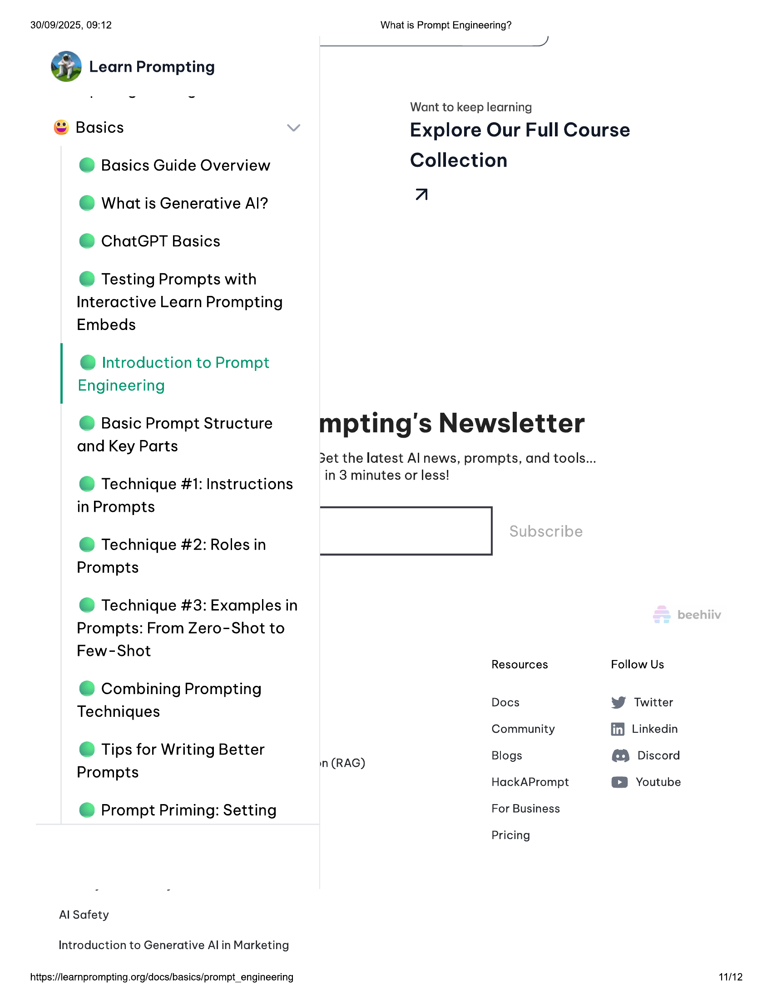 30/09/2025, 09:12
What is Prompt Engineering?
Learn Prompting
Basics
Basics Guide Overview
What is Generative AI?
ChatGPT Basics
Testing Prompts with
Interactive Learn Prompting
Embeds
Introduction to Prompt
Engineering
Basic Prompt Structure
and Key Parts
Technique #1: Instructions
in Prompts
Technique #2: Roles in
Prompts
Technique #3: Examples in
Prompts: From Zero-Shot to
Few-Shot
Combining Prompting
Techniques
Tips for Writing Better
Prompts
Prompt Priming: Setting
Want to keep learning
Explore Our Full Course
Collection
mpting's Newsletter
Get the latest AI news, prompts, and tools...
in 3 minutes or less!
Subscribe
beehiiv
(RAG)
Resources
Docs
Community
Blogs
HackAPrompt
For Business
Pricing
Follow Us
Twitter
Linkedin
Discord
Youtube
AI Safety
Introduction to Generative AI in Marketing
https://learnprompting.org/docs/basics/prompt_engineering
11/12